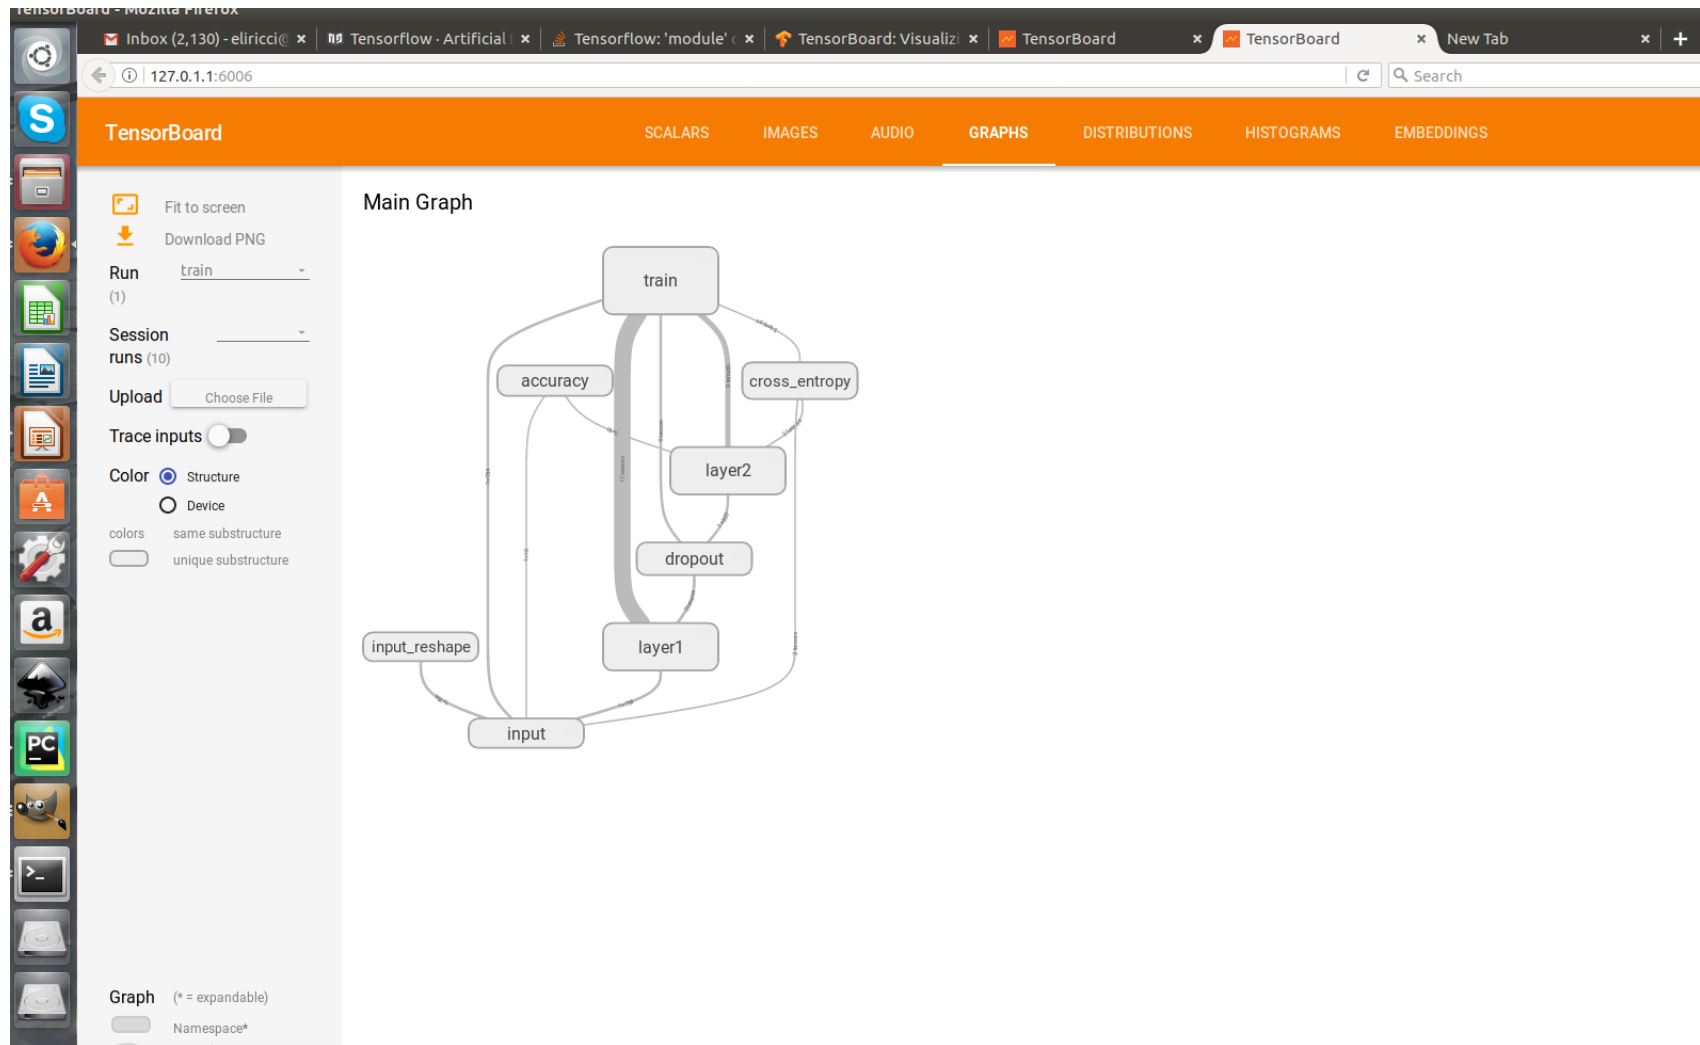 TensorBoard - Mozilla Firefox
Inbox (2,130) - eliricci@
Tensorflow · Artificial
Tensorflow: 'module'
TensorBoard: Visualizi
TensorBoard
TensorBoard
New Tab
127.0.1.1:6006
Search
TensorBoard
SCALARS
IMAGES
AUDIO
GRAPHS
DISTRIBUTIONS
HISTOGRAMS
EMBEDDINGS
Fit to screen
Download PNG
Run
(1)
train
Session
runs (10)
Upload
Choose File
Trace inputs
Color
Structure
Device
colors
same substructure
unique substructure
Graph
(* = expandable)
Namespace*
Main Graph
train
accuracy
cross_entropy
layer2
dropout
input_reshape
layer1
input